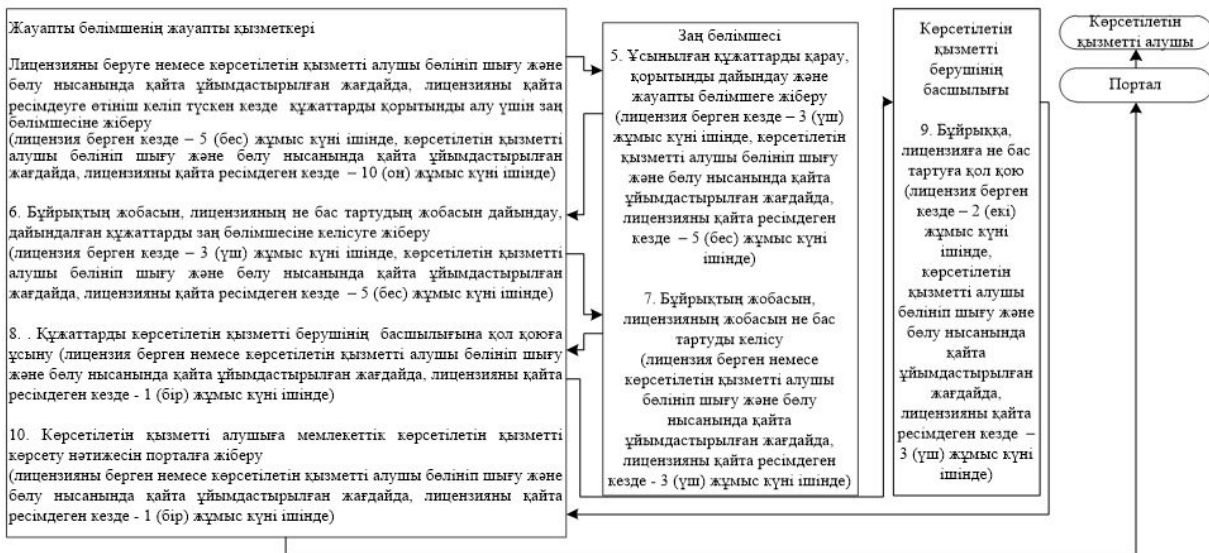 Жауапты бөлімшенің жауапты қызметкері
Лицензияны беруге немесе көрсетілетін қызметті алушы бөлініп шығу және
бөлу нысанында қайта ұйымдастырылған жағдайда, лицензияны қайта
ресімдеуге өтініш келіп түскен кезде құжаттарды қорытынды алу үшін заң
бөлімшесіне жіберу
(лицензия берген кезде – 5 (бес) жұмыс күні ішінде, көрсетілетін қызметті
алушы бөлініп шығу және бөлу нысанында қайта ұйымдастырылған
жағдайда, лицензияны қайта ресімдеген кезде – 10 (он) жұмыс күні ішінде)
6. Бұйрықтың жобасын, лицензияның не бас тартудың жобасын дайындау,
дайындалған құжаттарды заң бөлімшесіне келісуге жіберу
(лицензия берген кезде – 3 (үш) жұмыс күні ішінде, көрсетілетін қызметті
алушы бөлініп шығу және бөлу нысанында қайта ұйымдастырылған
жағдайда, лицензияны қайта ресімдеген кезде – 5 (бес) жұмыс күні ішінде)
8. . Құжаттарды көрсетілетін қызметті берушінің басшылығына қол қоюға
ұсыну (лицензия берген немесе көрсетілетін қызметті алушы бөлініп шығу
және бөлу нысанында қайта ұйымдастырылған жағдайда, лицензияны қайта
ресімдеген кезде - 1 (бір) жұмыс күні ішінде)
10. Көрсетілетін қызметті алушыға мемлекеттік көрсетілетін қызметті
көрсету нәтижесін порталға жіберу
(лицензияны берген немесе көрсетілетін қызметті алушы бөлініп шығу және
бөлу нысанында қайта ұйымдастырылған жағдайда, лицензияны қайта
ресімдеген кезде - 1 (бір) жұмыс күні ішінде)
Заң бөлімшесі
5. Ұсынылған құжаттарды қарау,
қорытынды дайындау және
жауапты бөлімшеге жіберу
(лицензия берген кезде – 3 (үш)
жұмыс күні ішінде, көрсетілетін
қызметті алушы бөлініп шығу
және бөлу нысанында қайта
ұйымдастырылған жағдайда,
лицензияны қайта ресімдеген
кезде – 5 (бес) жұмыс күні
ішінде)
7. Бұйрықтың жобасын,
лицензияның жобасын не бас
тартуды келісу
(лицензия берген немесе
көрсетілетін қызметті алушы
бөлініп шығу және бөлу
нысанында қайта
ұйымдастырылған жағдайда,
лицензияны қайта ресімдеген
кезде - 3 (үш) жұмыс күні ішінде)
Көрсетілетін
қызметті
берушінің
басшылығы
9. Бұйрыққа,
лицензияға не бас
тартуға қол қою
(лицензия берген
кезде – 2 (екі)
жұмыс күні
ішінде,
көрсетілетін
қызметті алушы
бөлініп шығу және
бөлу нысанында
қайта
ұйымдастырылған
жағдайда,
лицензияны қайта
ресімдеген кезде –
3 (үш) жұмыс күні
ішінде)
Көрсетілетін
қызметті алушы
Портал